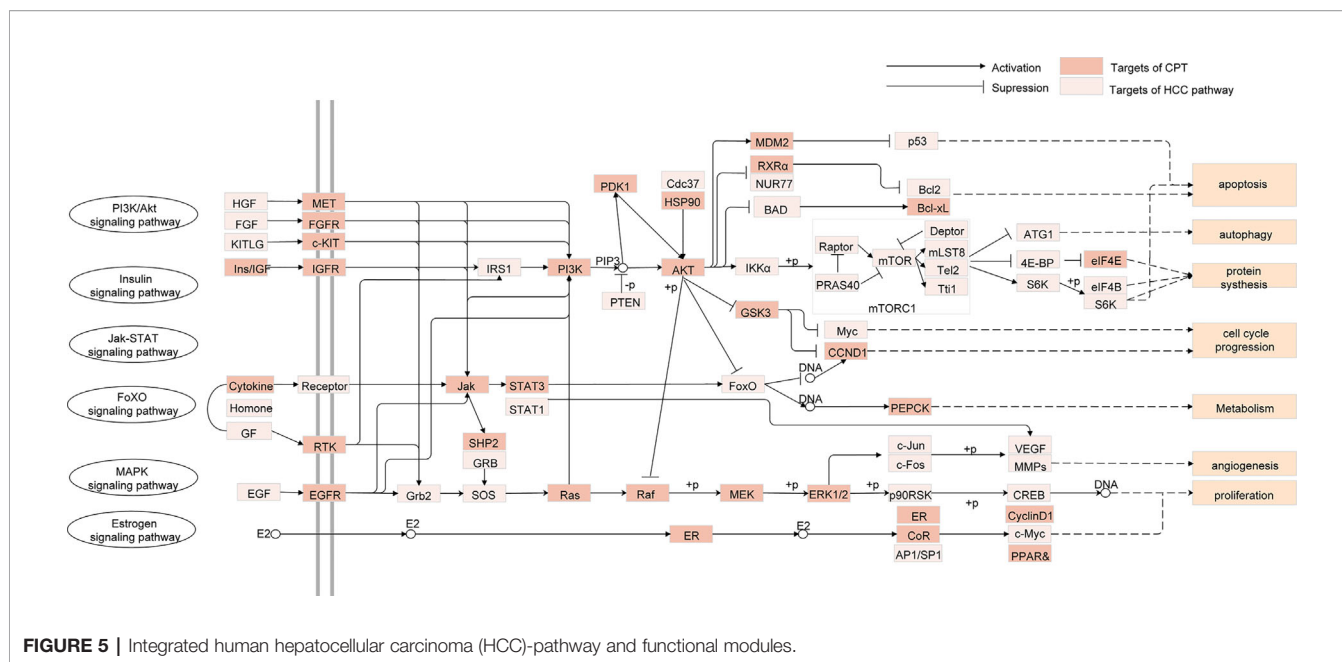 Activation
Targets of CPT
Supression
Targets of HCC pathway
MDM2
p53
RXRα
NUR77
PDK1
Cdc37
HSP90
Bcl2
Bcl-xL
BAD
apoptosis
PI3K/Akt
signaling pathway
HGF
MET
FGF
FGFR
KITLG
c-KIT
Ins/IGF
IGFR
IRS1
PI3K
PIP3
AKT
+p
-p
PTEN
IKKα
+p
Raptor
PRAS40
mTOR
Deptor
mLST8
Tel2
Tti1
mTORC1
ATG1
autophagy
4E-BP
eIF4E
S6K
+p
eIF4B
S6K
protein
systhesis
Insulin
signaling pathway
GSK3
Myc
CCND1
cell cycle
progression
Jak-STAT
signaling pathway
Cytokine
Receptor
Jak
STAT3
STAT1
FoxO
DNA
DNA
PEPCK
Metabolism
FoXO
signaling pathway
Homone
GF
RTK
SHP2
GRB
c-Jun
c-Fos
+p
VEGF
MMPs
angiogenesis
MAPK
signaling pathway
EGF
EGFR
Grb2
SOS
Ras
Raf
+p
MEK
+p
ERK1/2
+p
p90RSK
+p
CREB
DNA
proliferation
Estrogen
signaling pathway
E2
E2
ER
E2
ER
CoR
AP1/SP1
CyclinD1
c-Myc
PPAR&
FIGURE 5 | Integrated human hepatocellular carcinoma (HCC)-pathway and functional modules.